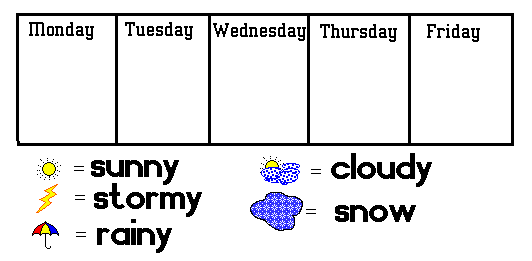 Monday Tuesday Wednesday Thursday Friday
= sunny
= cloudy
= stormy
= snow
= rainy